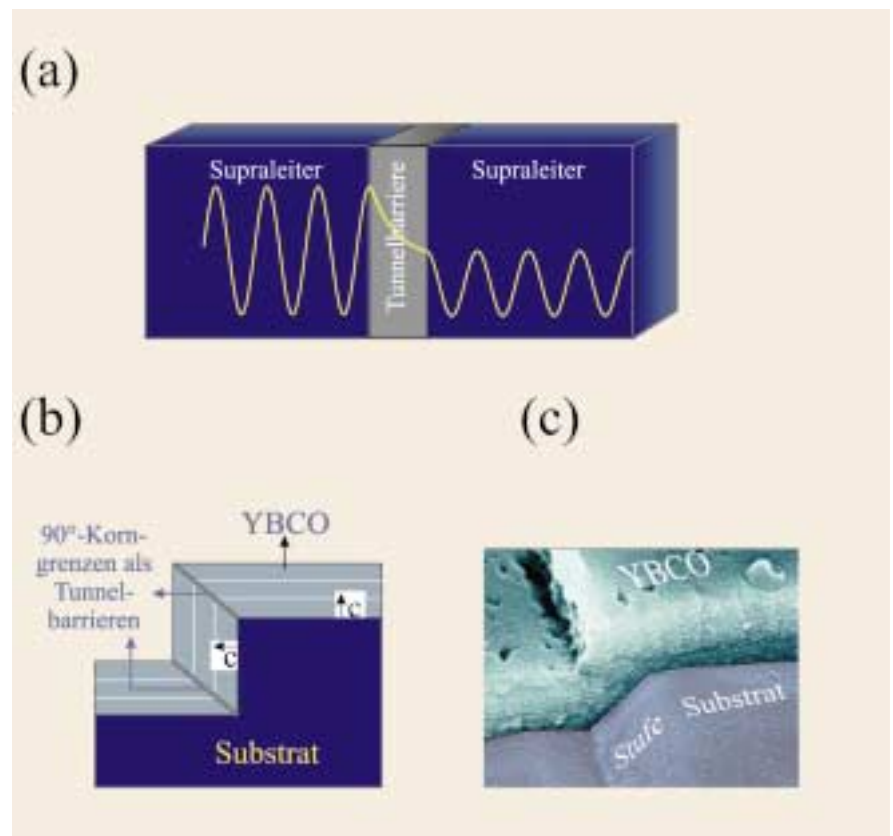 (a)
Supraleiter
Tunnelbarriere
Supraleiter
(b)
(c)
90°-Korn-
grenzen als
Tunnel-
barrieren
YBCO
c
c
Substrat
YBCO
Stufe
Substrat